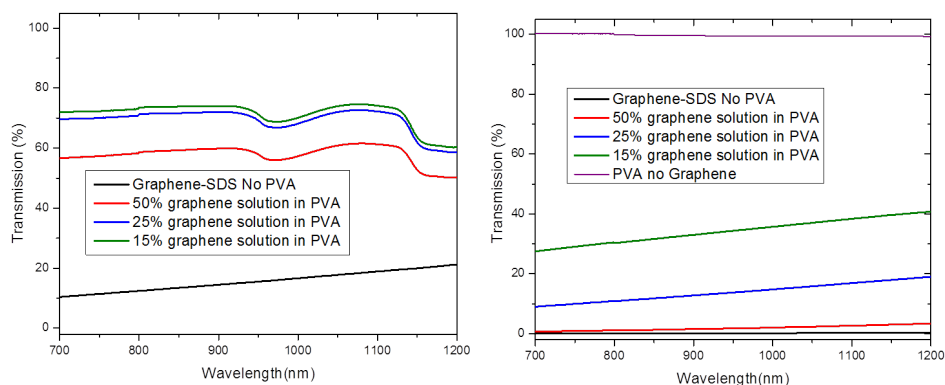 100
80
60
40
20
0
Transmission (%)
Graphene-SDS No PVA
50% graphene solution in PVA
25% graphene solution in PVA
15% graphene solution in PVA
700
800
900
1000
1100
1200
Wavelength(nm)
100
80
60
40
20
0
Transmission (%)
Graphene-SDS No PVA
50% graphene solution in PVA
25% graphene solution in PVA
15% graphene solution in PVA
PVA no Graphene
700
800
900
1000
1100
1200
Wavelength(nm)